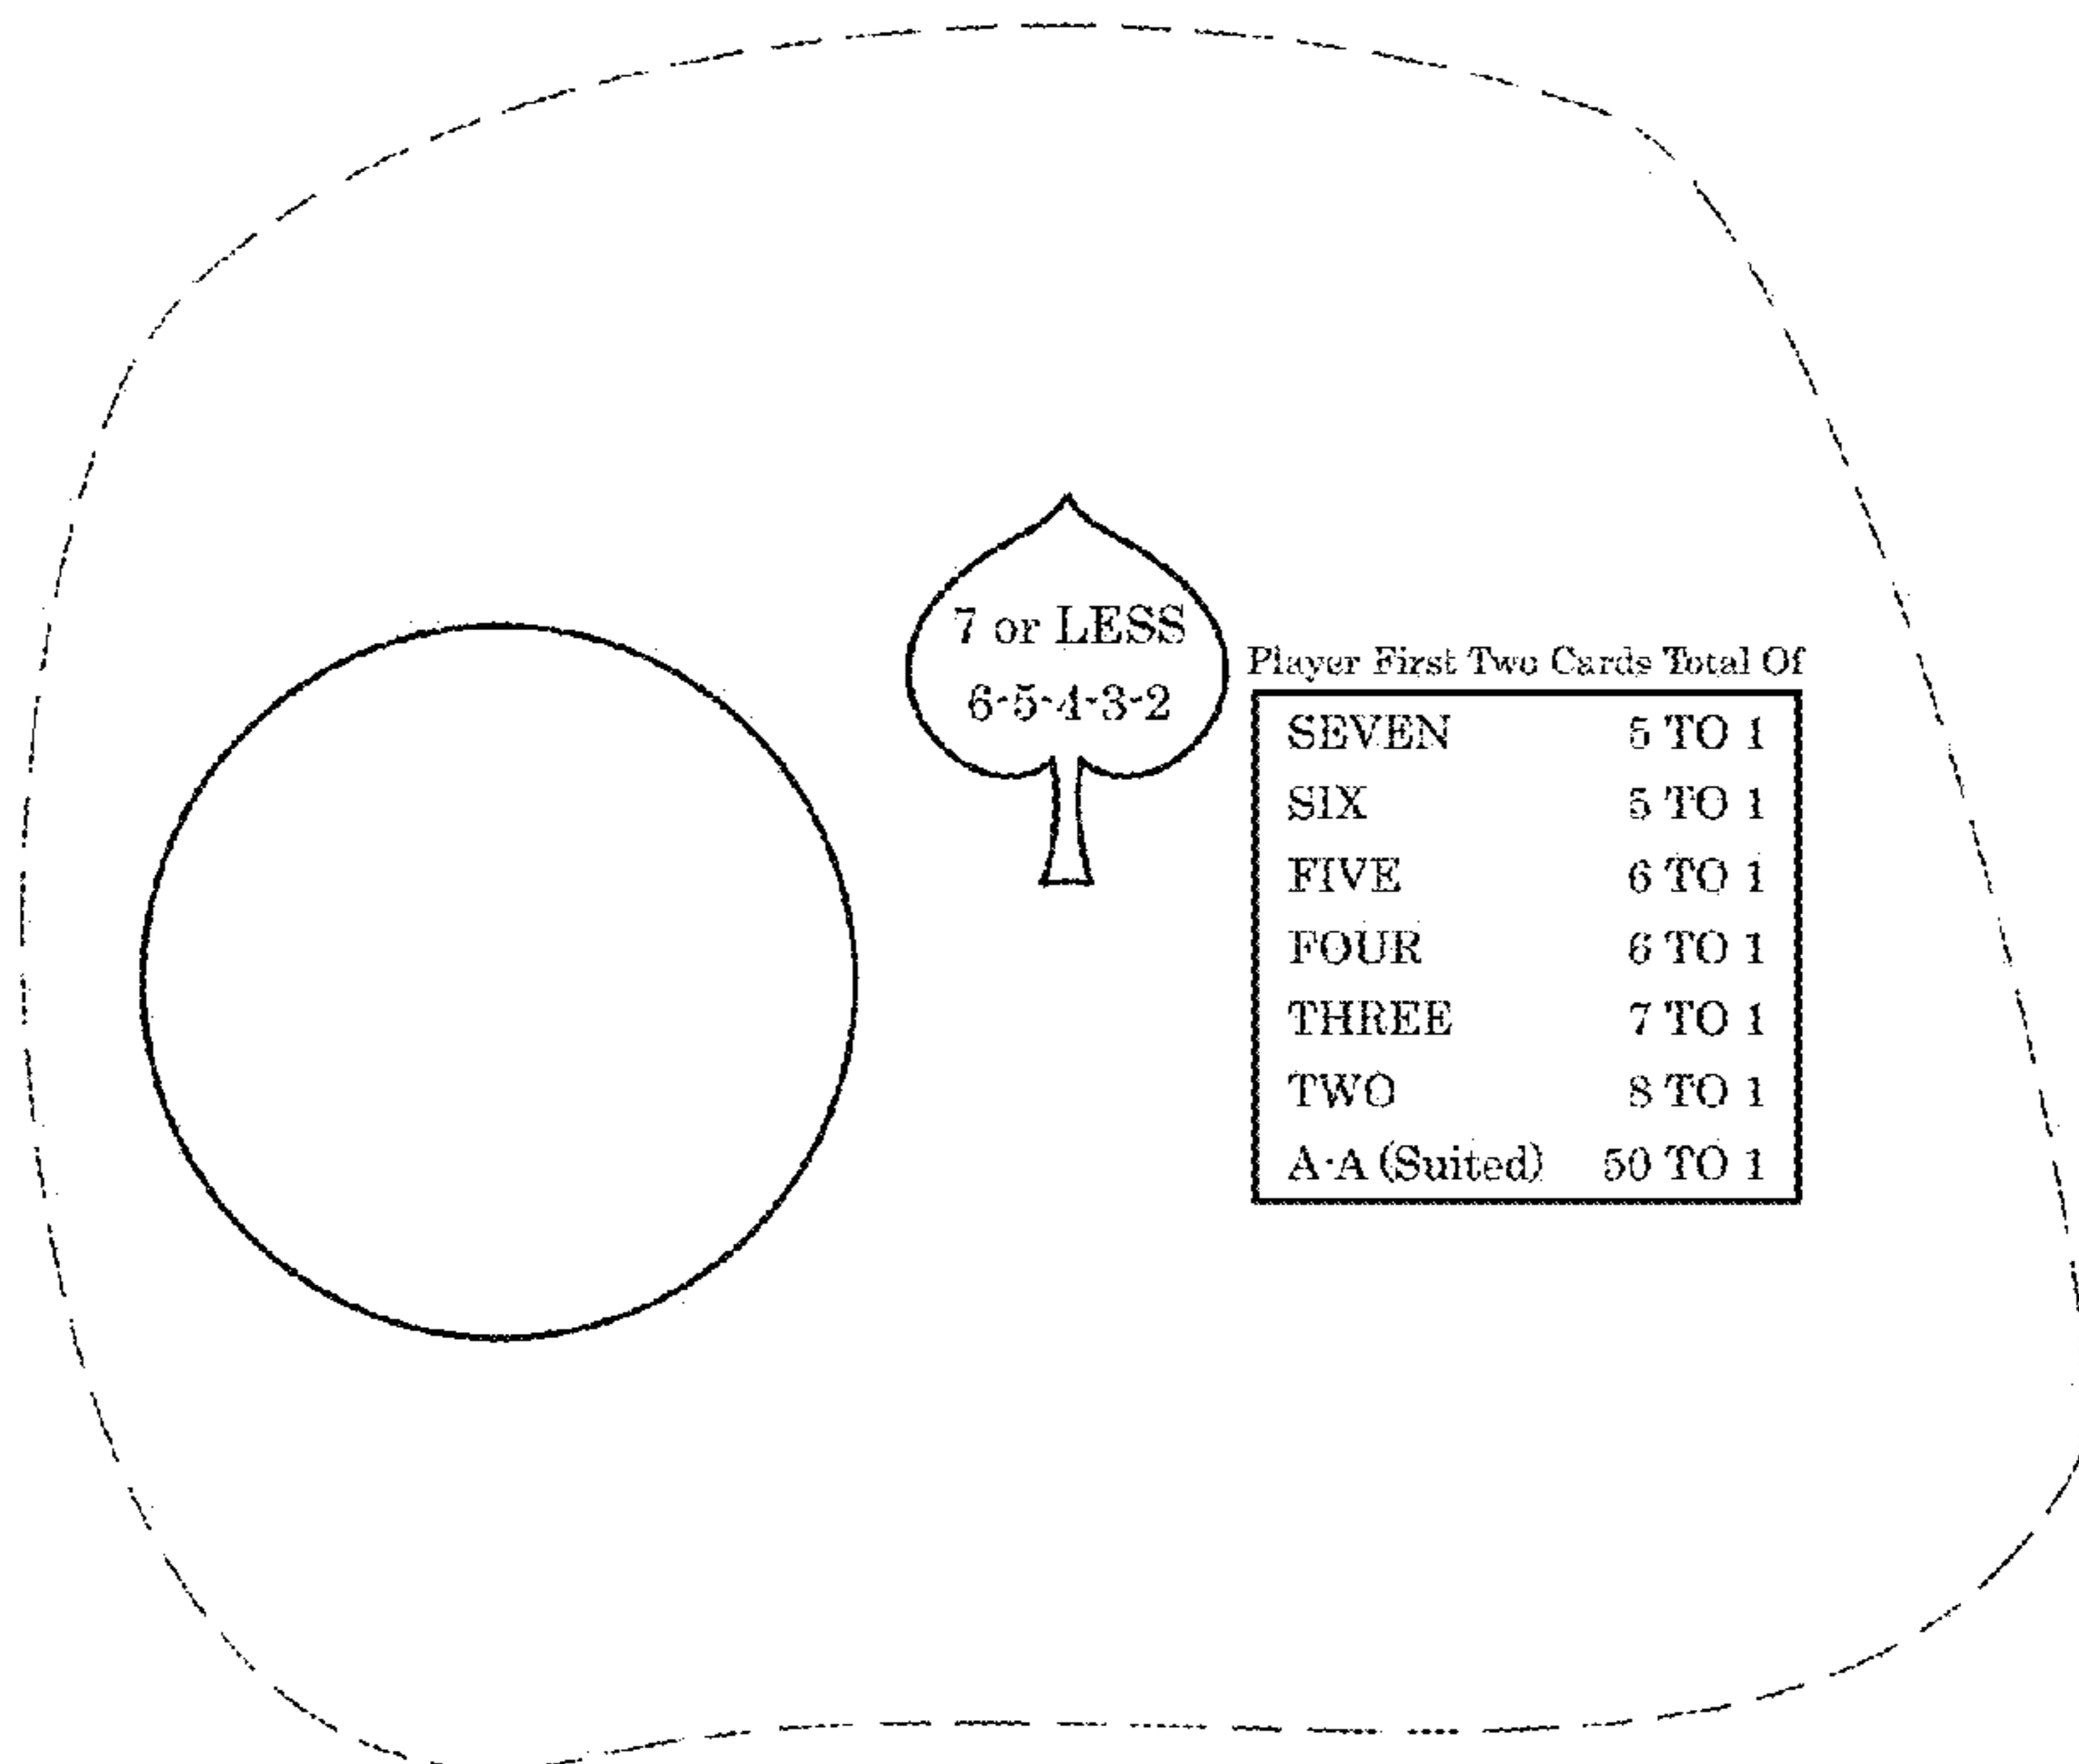 7 or LESS
6-5-4-3-2
Player First Two Cards Total Of
SEVEN 5 TO 1
SIX 5 TO 1
FIVE 6 TO 1
FOUR 6 TO 1
THREE 7 TO 1
TWO 8 TO 1
A-A (Suited) 50 TO 1